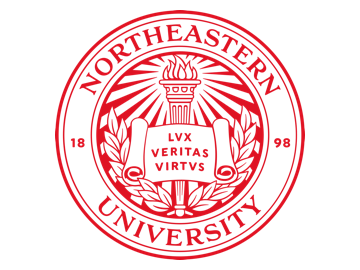 NORTHEASTERN
LVX
VERITAS
VIRTVS
18 98
UNIVERSITY